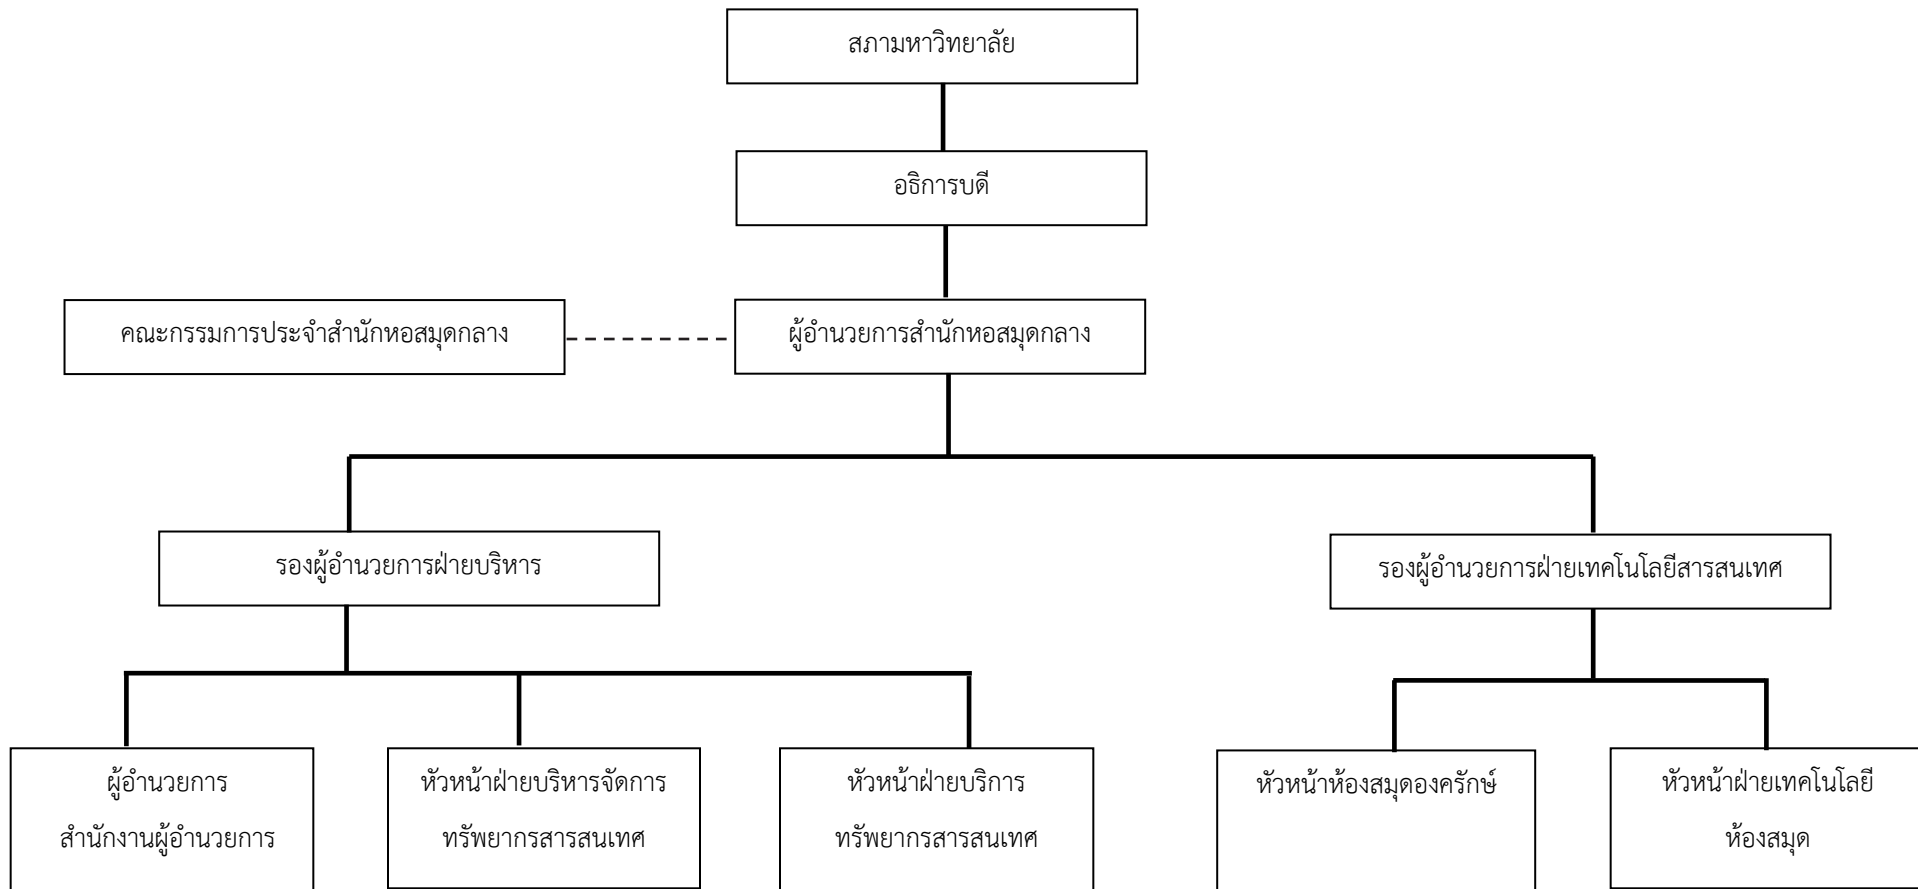 สภามหาวิทยาลัย
อธิการบดี
คณะกรรมการประจำสำนักหอสมุดกลาง
ผู้อำนวยการสำนักหอสมุดกลาง
รองผู้อำนวยการฝ่ายบริหาร
รองผู้อำนวยการฝ่ายเทคโนโลยีสารสนเทศ
ผู้อำนวยการ
สำนักงานผู้อำนวยการ
หัวหน้าฝ่ายบริหารจัดการ
ทรัพยากรสารสนเทศ
หัวหน้าฝ่ายบริการ
ทรัพยากรสารสนเทศ
หัวหน้าห้องสมุดองครักษ์
หัวหน้าฝ่ายเทคโนโลยี
ห้องสมุด